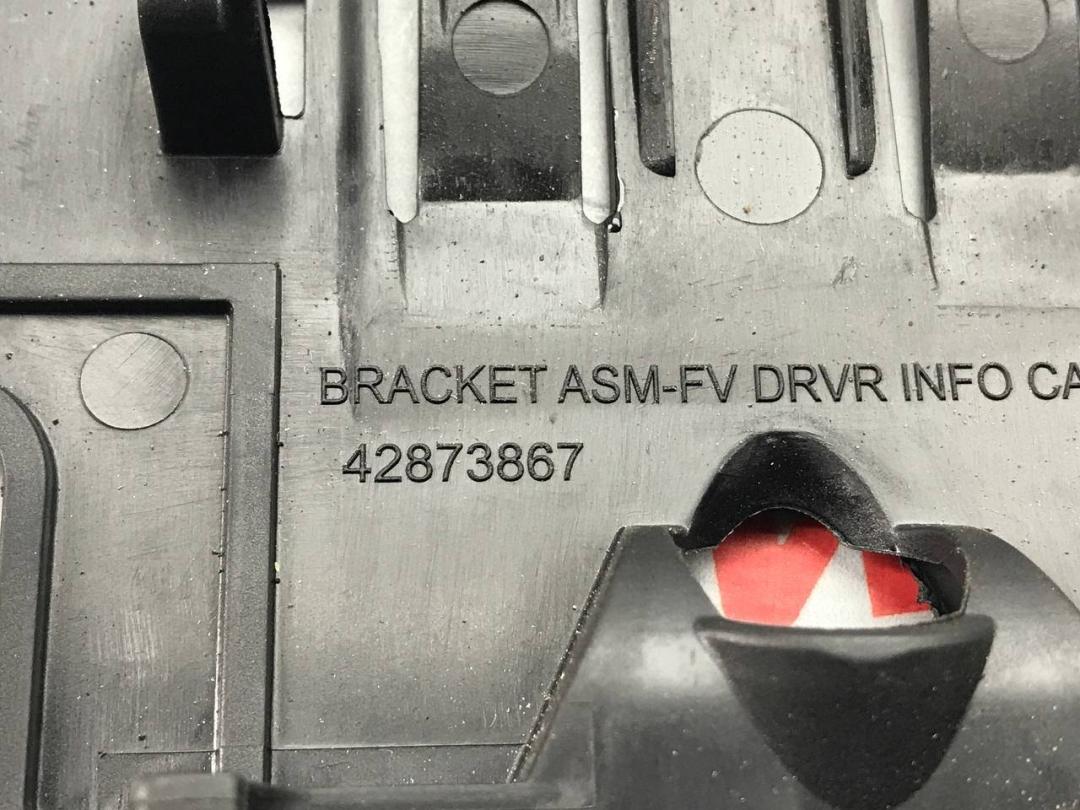 BRACKET ASM-FV DRVR INFO CA
42873867